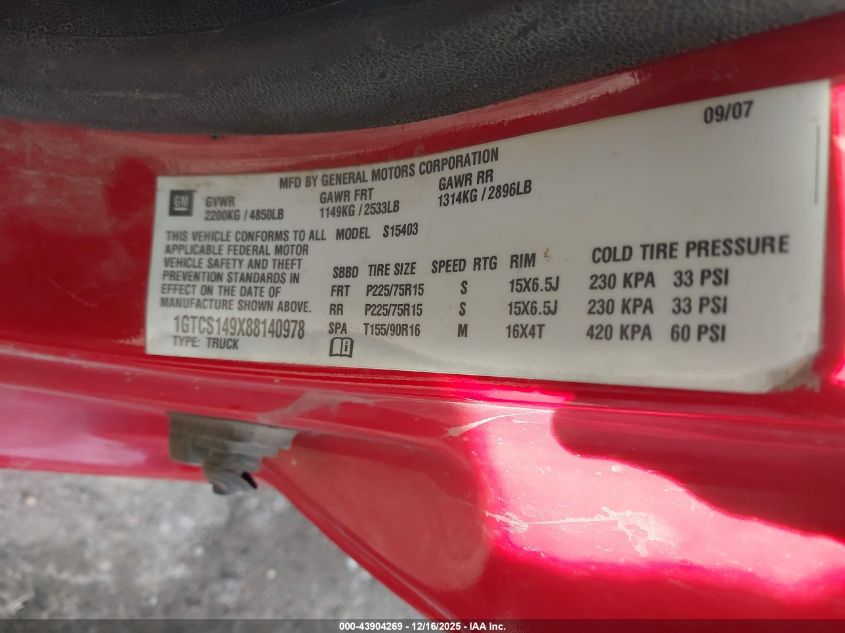 09/07
MFD BY GENERAL MOTORS CORPORATION
GM
GVWR GAWR FRT GAWR RR
2200KG / 4850LB 1149KG / 2533LB 1314KG / 2896LB
THIS VEHICLE CONFORMS TO ALL
APPLICABLE FEDERAL MOTOR
VEHICLE SAFETY AND THEFT
PREVENTION STANDARDS IN
EFFECT ON THE DATE OF
MANUFACTURE SHOWN ABOVE.
1GTCS149X88140978
TYPE: TRUCK
MODEL S15403
SBBD TIRE SIZE SPEED RTG RIM COLD TIRE PRESSURE
FRT P225/75R15 S 15X6.5J 230 KPA 33 PSI
RR P225/75R15 S 15X6.5J 230 KPA 33 PSI
SPA T155/90R16 M 16X4T 420 KPA 60 PSI
000-43904269 - 12/16/2025 - IAA Inc.